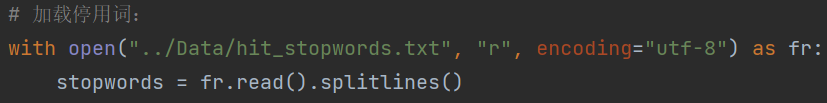 # 加载停用词：
with open("../Data/hit_stopwords.txt", "r", encoding="utf-8") as fr:
    stopwords = fr.read().splitlines()